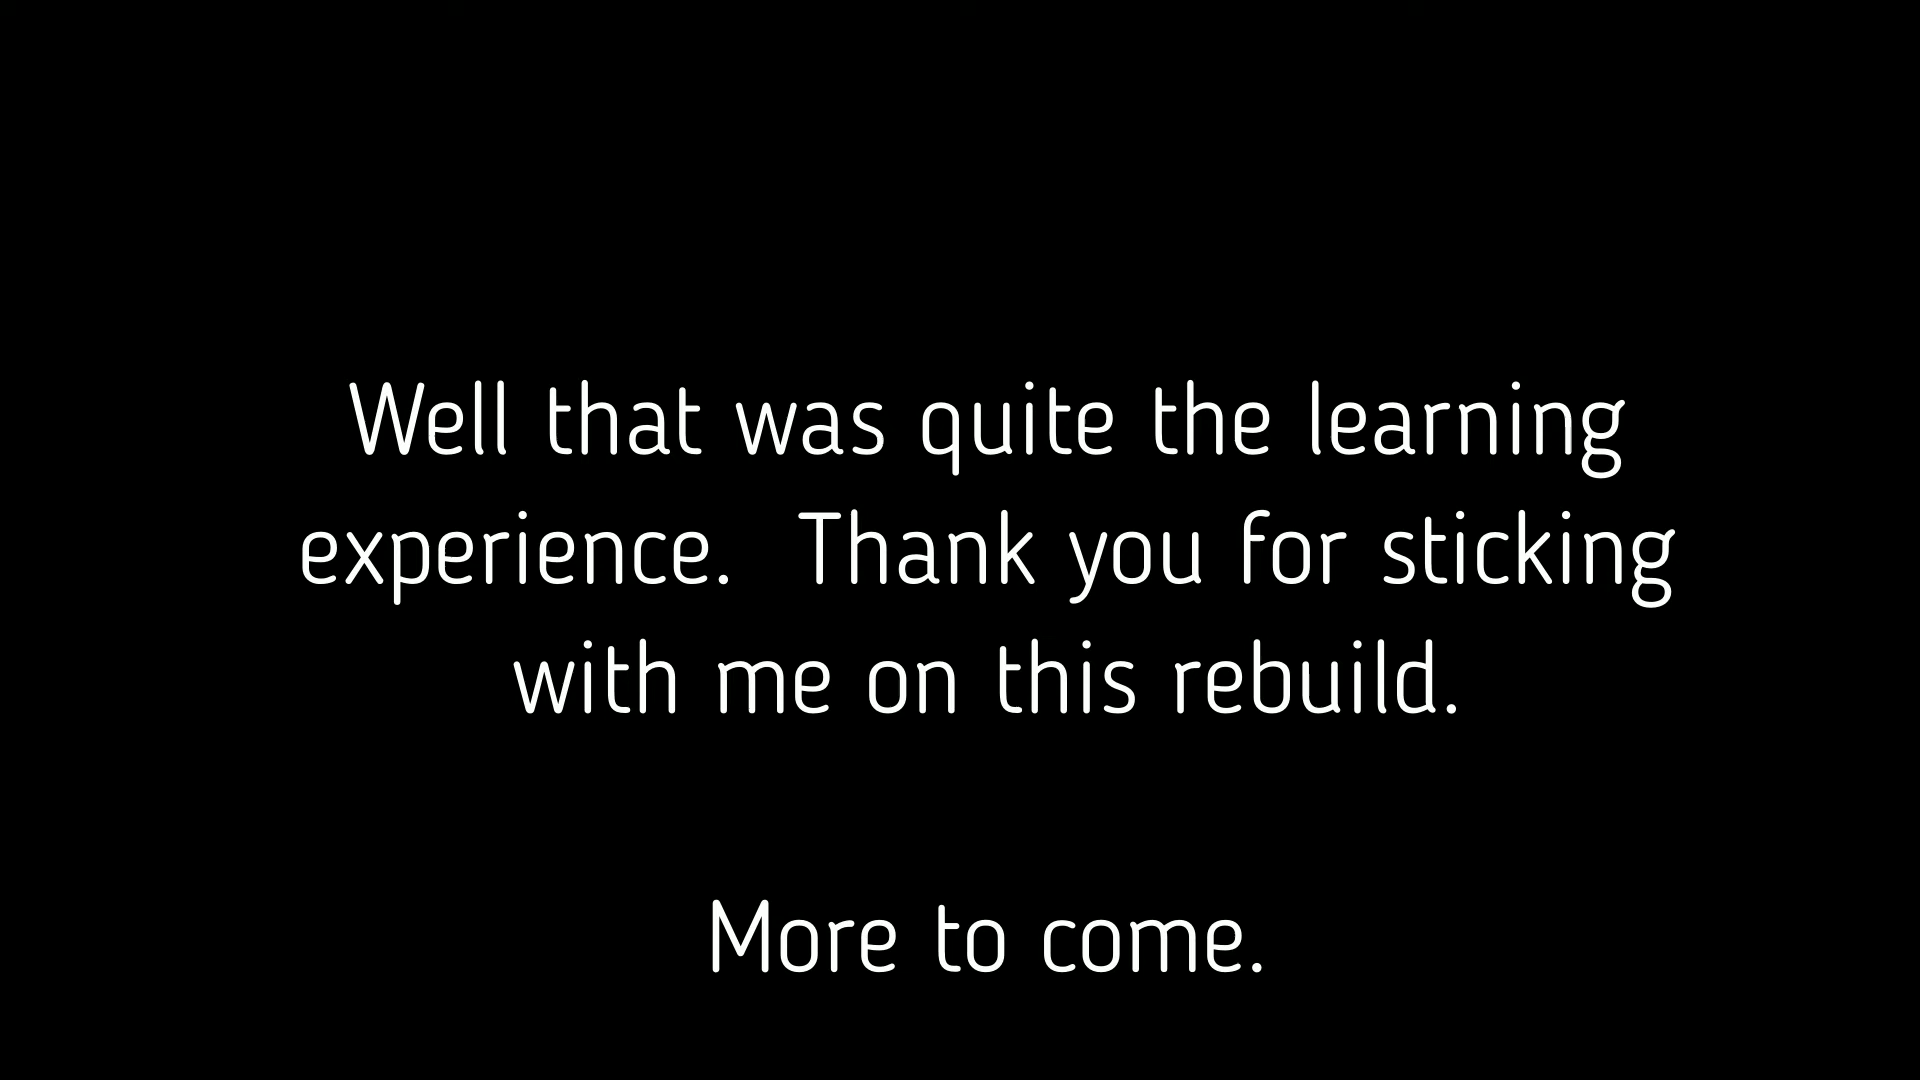 Well that was quite the learning
experience.  Thank you for sticking
with me on this rebuild.
More to come.